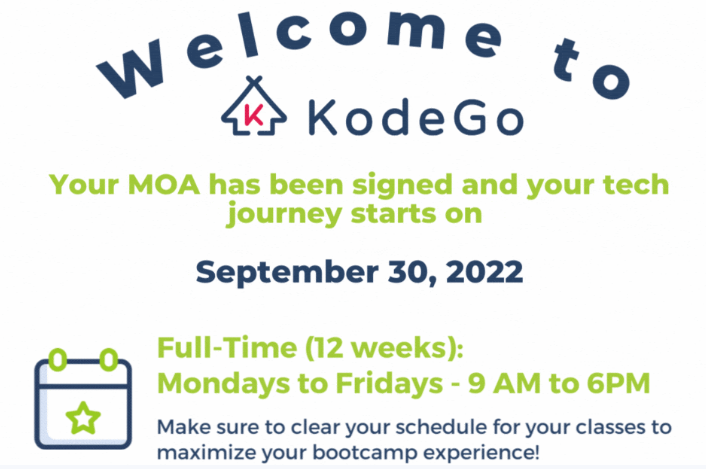 Welcome to
K KodeGo
Your MOA has been signed and your tech
journey starts on
September 30, 2022
Full-Time (12 weeks):
Mondays to Fridays - 9 AM to 6PM
Make sure to clear your schedule for your classes to
maximize your bootcamp experience!